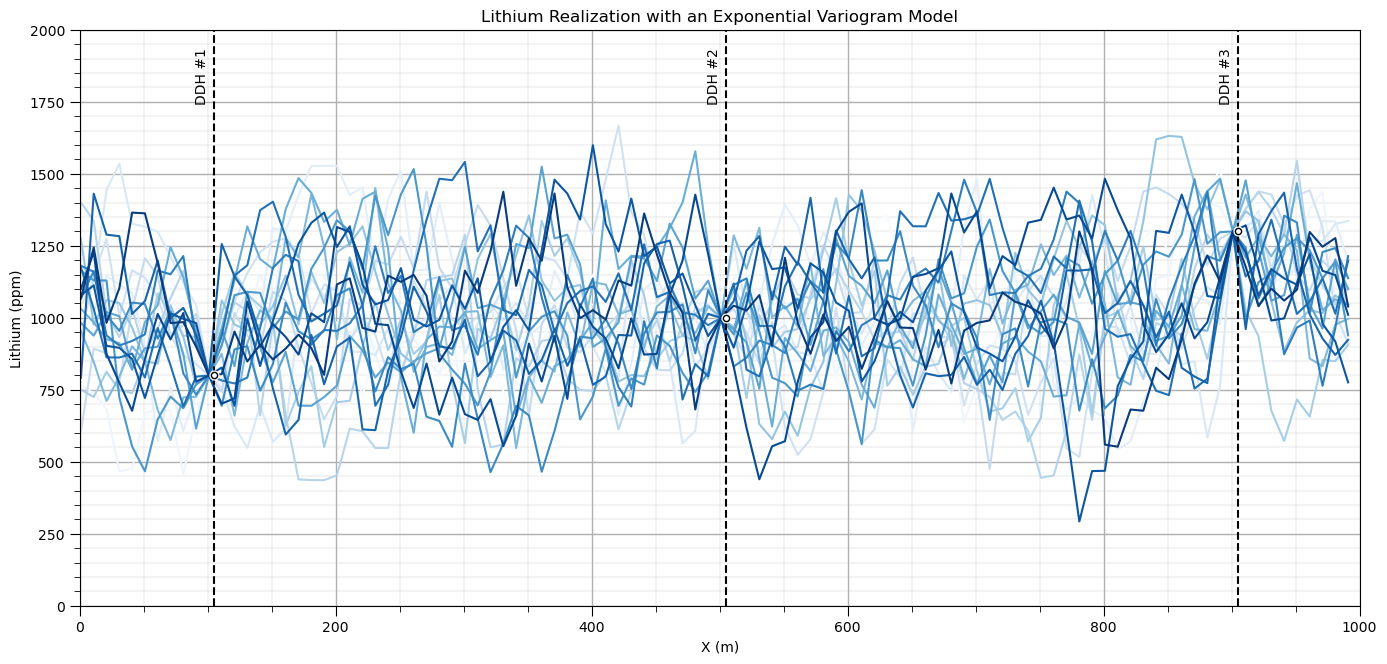 Lithium Realization with an Exponential Variogram Model
2000
1750
1500
1250
1000
750
500
250
0
Lithium (ppm)
DDH #1
DDH #2
DDH #3
0
200
400
600
800
1000
X (m)